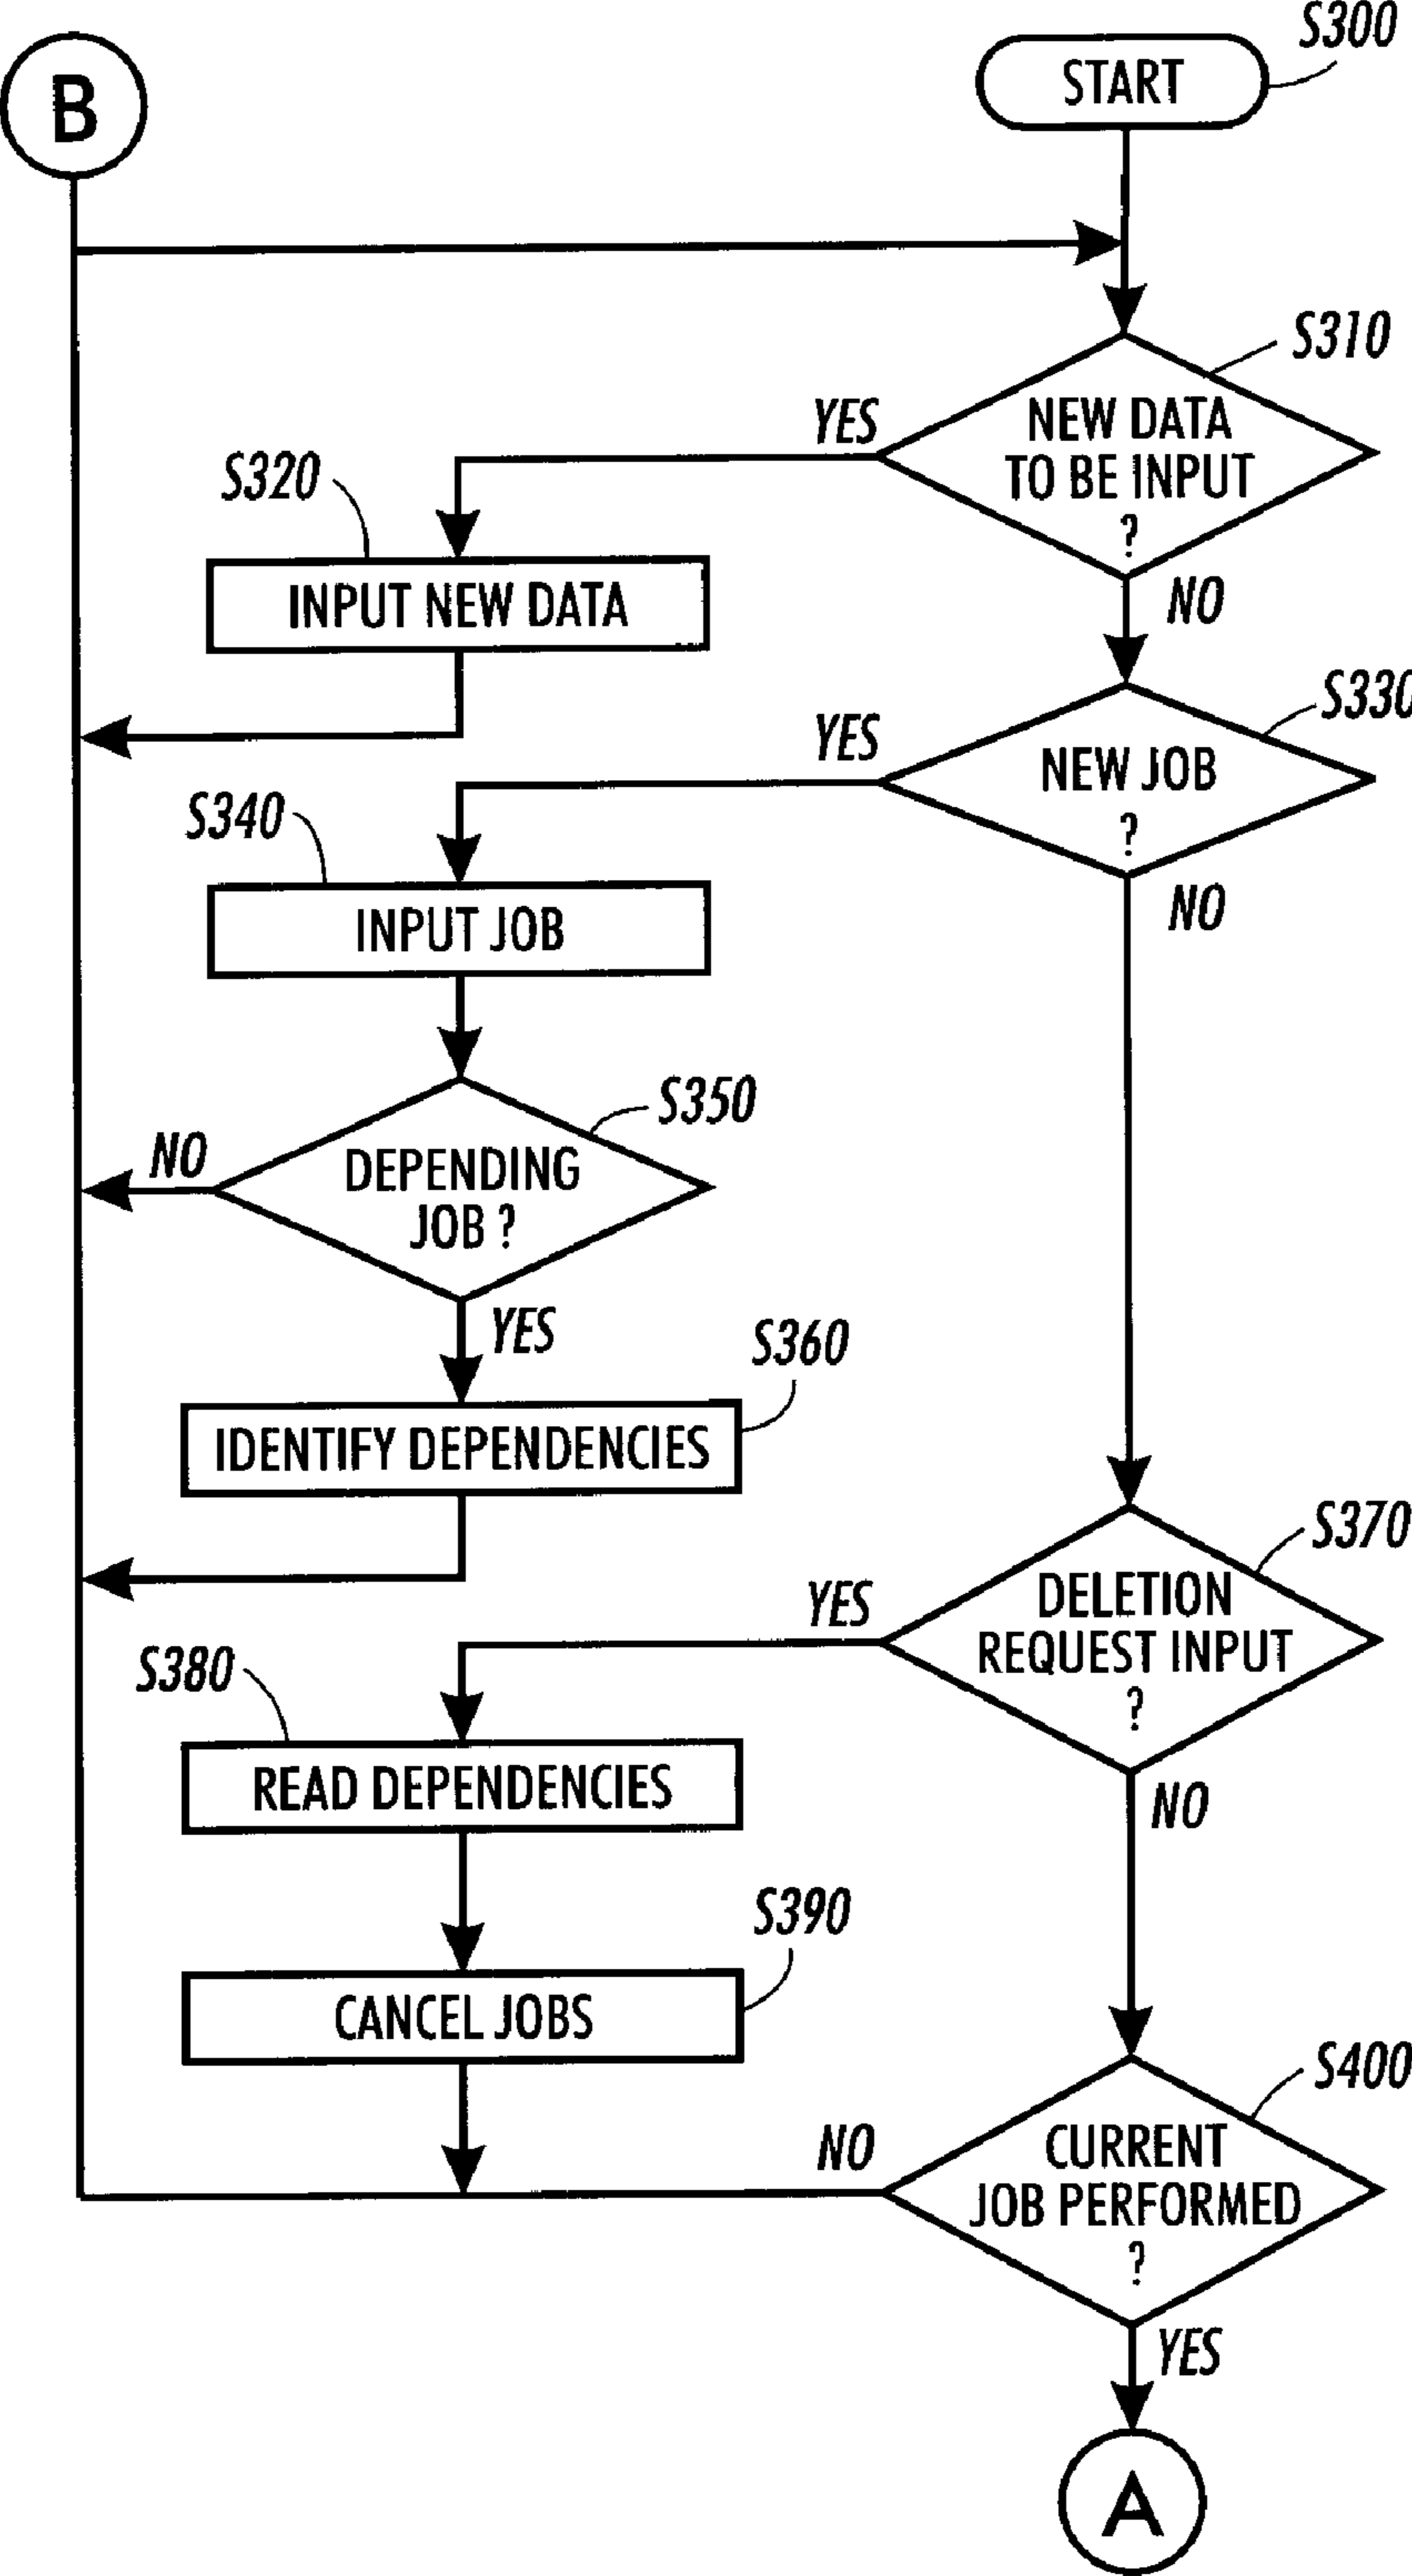 B
START
S300
S310
NEW DATA
TO BE INPUT
?
YES
NO
S320
INPUT NEW DATA
S330
NEW JOB
?
YES
NO
S340
INPUT JOB
S350
DEPENDING
JOB ?
NO
YES
S360
IDENTIFY DEPENDENCIES
S370
DELETION
REQUEST INPUT
?
YES
NO
S380
READ DEPENDENCIES
S390
CANCEL JOBS
S400
CURRENT
JOB PERFORMED
?
NO
YES
A